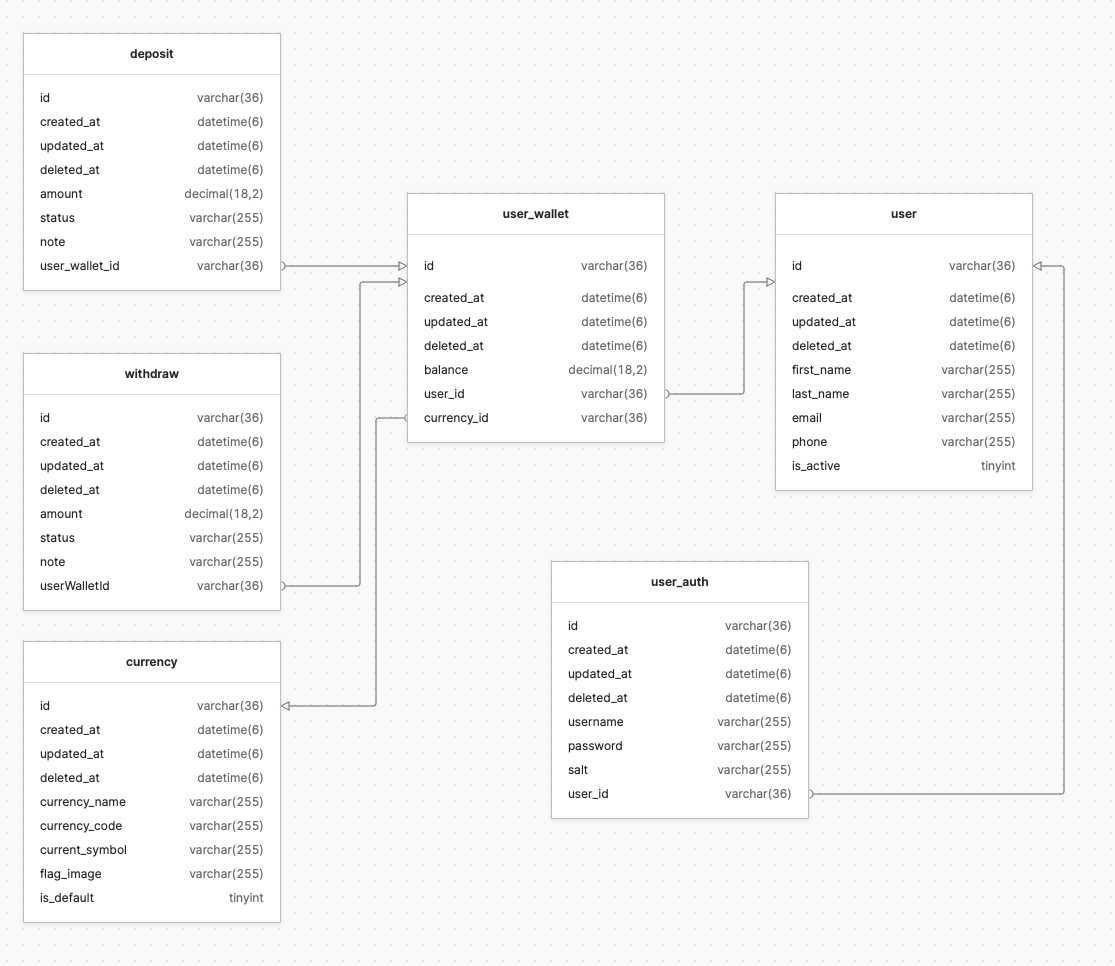 deposit
id varchar(36)
created_at datetime(6)
updated_at datetime(6)
deleted_at datetime(6)
amount decimal(18,2)
status varchar(255)
note varchar(255)
user_wallet_id varchar(36)
withdraw
id varchar(36)
created_at datetime(6)
updated_at datetime(6)
deleted_at datetime(6)
amount decimal(18,2)
status varchar(255)
note varchar(255)
userWalletId varchar(36)
currency
id varchar(36)
created_at datetime(6)
updated_at datetime(6)
deleted_at datetime(6)
currency_name varchar(255)
currency_code varchar(255)
current_symbol varchar(255)
flag_image varchar(255)
is_default tinyint
user_wallet
id varchar(36)
created_at datetime(6)
updated_at datetime(6)
deleted_at datetime(6)
balance decimal(18,2)
user_id varchar(36)
currency_id varchar(36)
user
id varchar(36)
created_at datetime(6)
updated_at datetime(6)
deleted_at datetime(6)
first_name varchar(255)
last_name varchar(255)
email varchar(255)
phone varchar(255)
is_active tinyint
user_auth
id varchar(36)
created_at datetime(6)
updated_at datetime(6)
deleted_at datetime(6)
username varchar(255)
password varchar(255)
salt varchar(255)
user_id varchar(36)